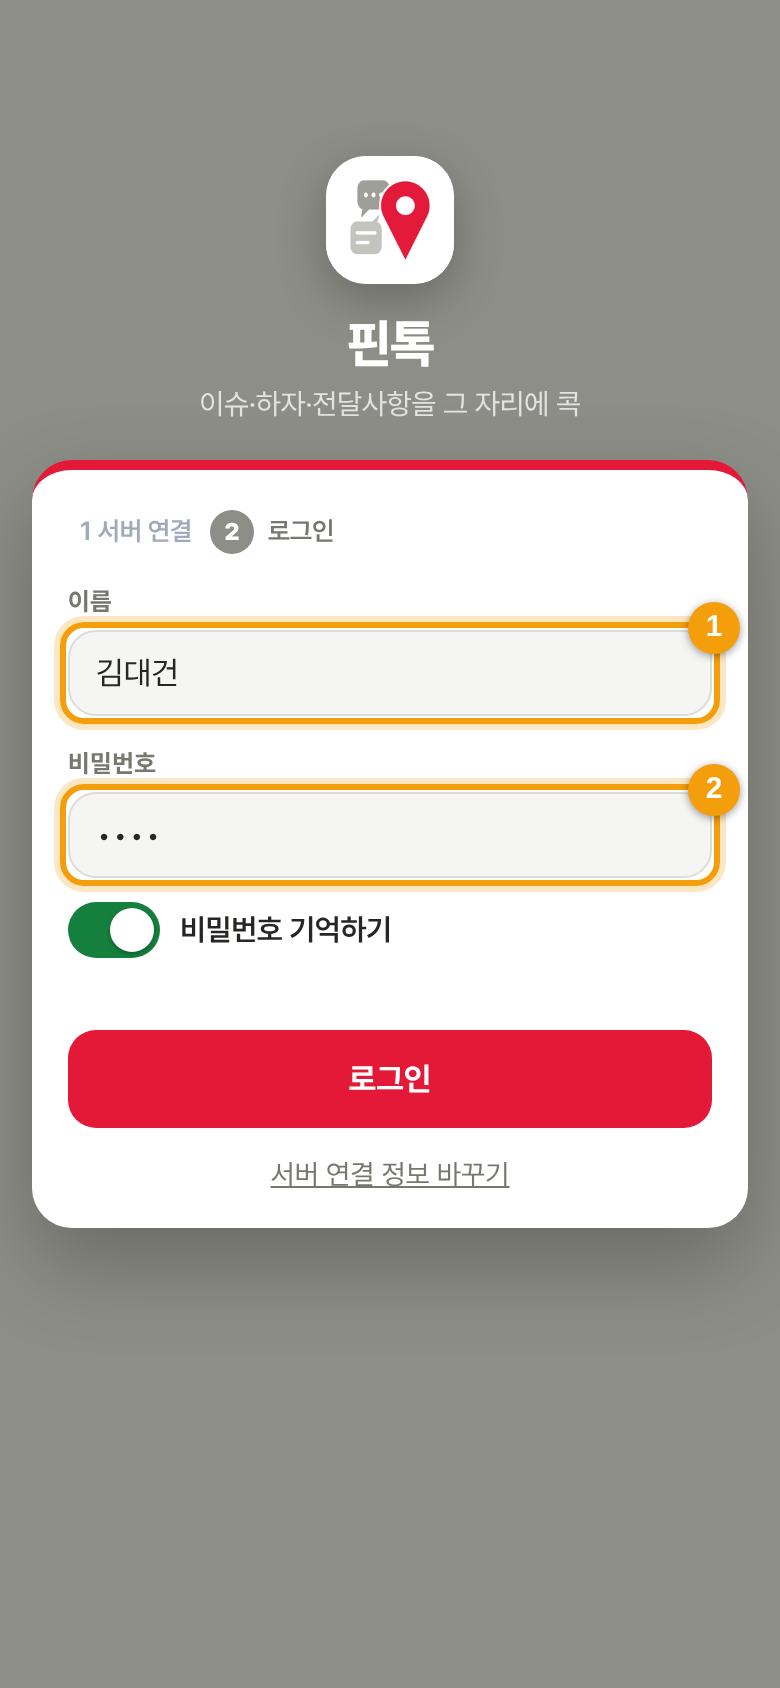 핀톡
이슈·하자·전달사항을 그 자리에 콕
1 서버 연결 2 로그인
이름
1
김대건
비밀번호
2
••••
비밀번호 기억하기
로그인
서버 연결 정보 바꾸기